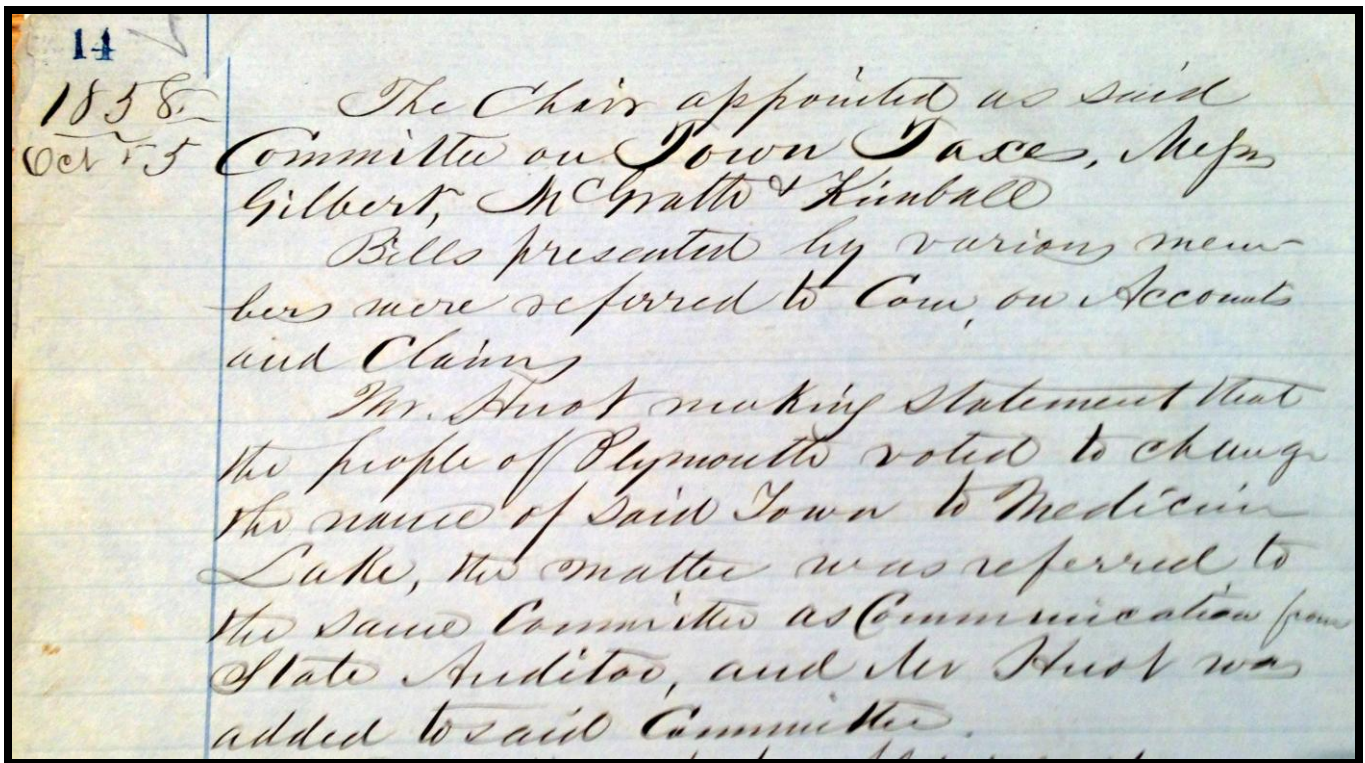 14
1858
Oct r 5
The Chair appointed as said
Committee on Town Taxes, Messrs
Gilbert, McGrath & Kimball
Bills presented by various mem-
bers were referred to Com, on Accounts
and Claims
Mr. Huot making statement that
the people of Plymouth voted to change
the name of said Town to Medicine
Lake, the matter was referred to
the same Committee as Communication from
State Auditor, and Mr Huot was
added to said Committee.